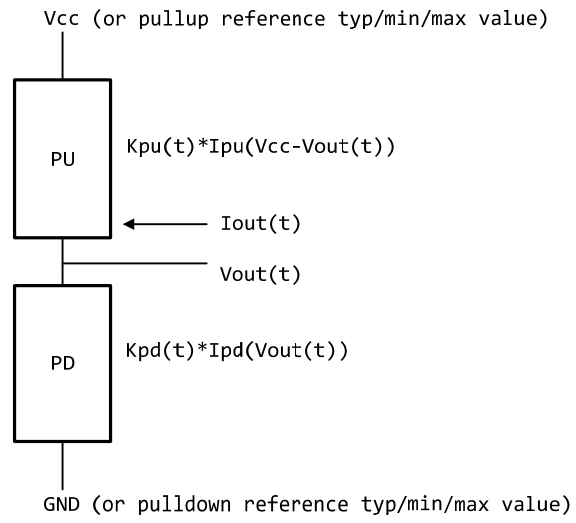 Vcc (or pullup reference typ/min/max value)
PU
Kpu(t)*Ipu(Vcc-Vout(t))
Iout(t)
Vout(t)
PD
Kpd(t)*Ipd(Vout(t))
GND (or pulldown reference typ/min/max value)